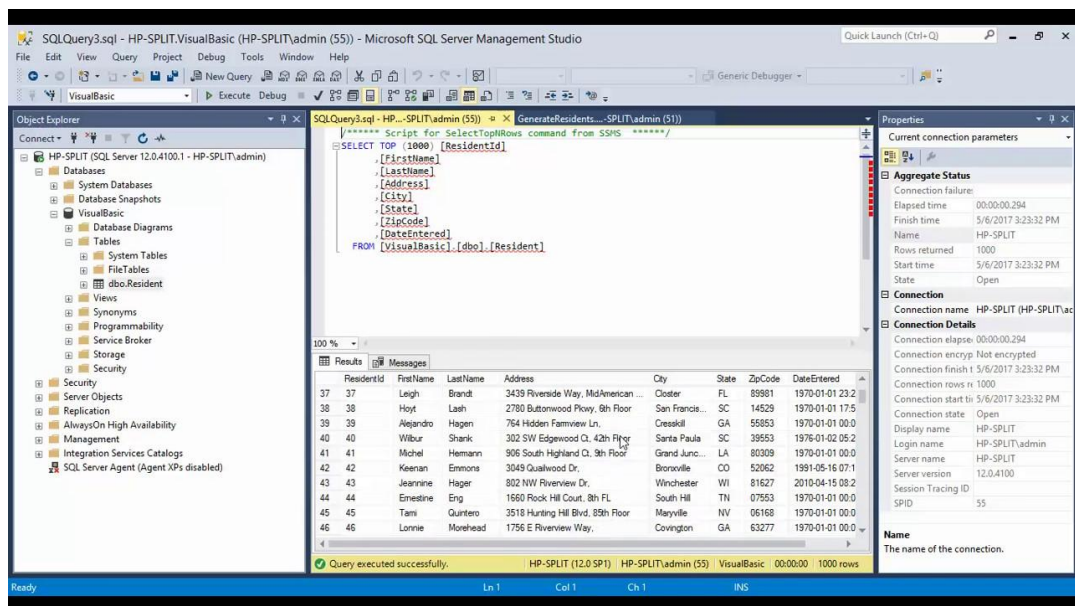 SQLQuery3.sql - HP-SPLIT.VisualBasic (HP-SPLIT\admin (55)) - Microsoft SQL Server Management Studio
Quick Launch (Ctrl+Q)
File Edit View Query Project Debug Tools Window Help
New Query
Generic Debugger
VisualBasic
Execute Debug
Object Explorer
Connect
HP-SPLIT (SQL Server 12.0.4100.1 - HP-SPLIT\admin)
Databases
System Databases
Database Snapshots
VisualBasic
Database Diagrams
Tables
System Tables
FileTables
dbo.Resident
Views
Synonyms
Programmability
Service Broker
Storage
Security
Security
Server Objects
Replication
AlwaysOn High Availability
Management
Integration Services Catalogs
SQL Server Agent (Agent XPs disabled)
SQLQuery3.sql - HP...-SPLIT\admin (55)) GenerateResidents....-SPLIT\admin (51))
/****** Script for SelectTopNRows command from SSMS ******/
SELECT TOP (1000) [ResidentId]
,[FirstName]
,[LastName]
,[Address]
,[City]
,[State]
,[ZipCode]
,[DateEntered]
FROM [VisualBasic].[dbo].[Resident]
100 %
Results Messages
ResidentId FirstName LastName Address City State ZipCode DateEntered
37 37 Leigh Brandt 3439 Riverside Way, MidAmerican ... Closter FL 89981 1970-01-01 23:2
38 38 Hoyt Lash 2780 Buttonwood Pkwy, 6th Floor San Francis... SC 14529 1970-01-01 17:5
39 39 Alejandro Hagen 764 Hidden Farmview Ln, Cresskill GA 55853 1970-01-01 00:0
40 40 Wilbur Shank 302 SW Edgewood Ct, 42th Floor Santa Paula SC 39553 1976-01-02 05:2
41 41 Michel Hermann 906 South Highland Ct, 9th Floor Grand Junc... LA 80309 1970-01-01 00:0
42 42 Keenan Emmons 3049 Quailwood Dr, Bronxville CO 52062 1991-05-16 07:1
43 43 Jeannine Hager 802 NW Riverview Dr, Winchester WI 81627 2010-04-15 08:2
44 44 Ernestine Eng 1660 Rock Hill Court, 8th FL South Hill TN 07553 1970-01-01 00:0
45 45 Tami Quintero 3518 Hunting Hill Blvd, 85th Floor Maryville NV 06168 1970-01-01 00:0
46 46 Lonnie Morehead 1756 E Riverview Way, Covington GA 63277 1970-01-01 00:0
Query executed successfully. HP-SPLIT (12.0 SP1) HP-SPLIT\admin (55) VisualBasic 00:00:00 1000 rows
Properties
Current connection parameters
Aggregate Status
Connection failure:
Elapsed time 00:00:00.294
Finish time 5/6/2017 3:23:32 PM
Name HP-SPLIT
Rows returned 1000
Start time 5/6/2017 3:23:32 PM
State Open
Connection
Connection name HP-SPLIT (HP-SPLIT\ac
Connection Details
Connection elapse 00:00:00.294
Connection encryp Not encrypted
Connection finish t 5/6/2017 3:23:32 PM
Connection rows re 1000
Connection start tir 5/6/2017 3:23:32 PM
Connection state Open
Display name HP-SPLIT
Login name HP-SPLIT\admin
Server name HP-SPLIT
Server version 12.0.4100
Session Tracing ID
SPID 55
Name
The name of the connection.
Ready Ln 1 Col 1 Ch 1 INS